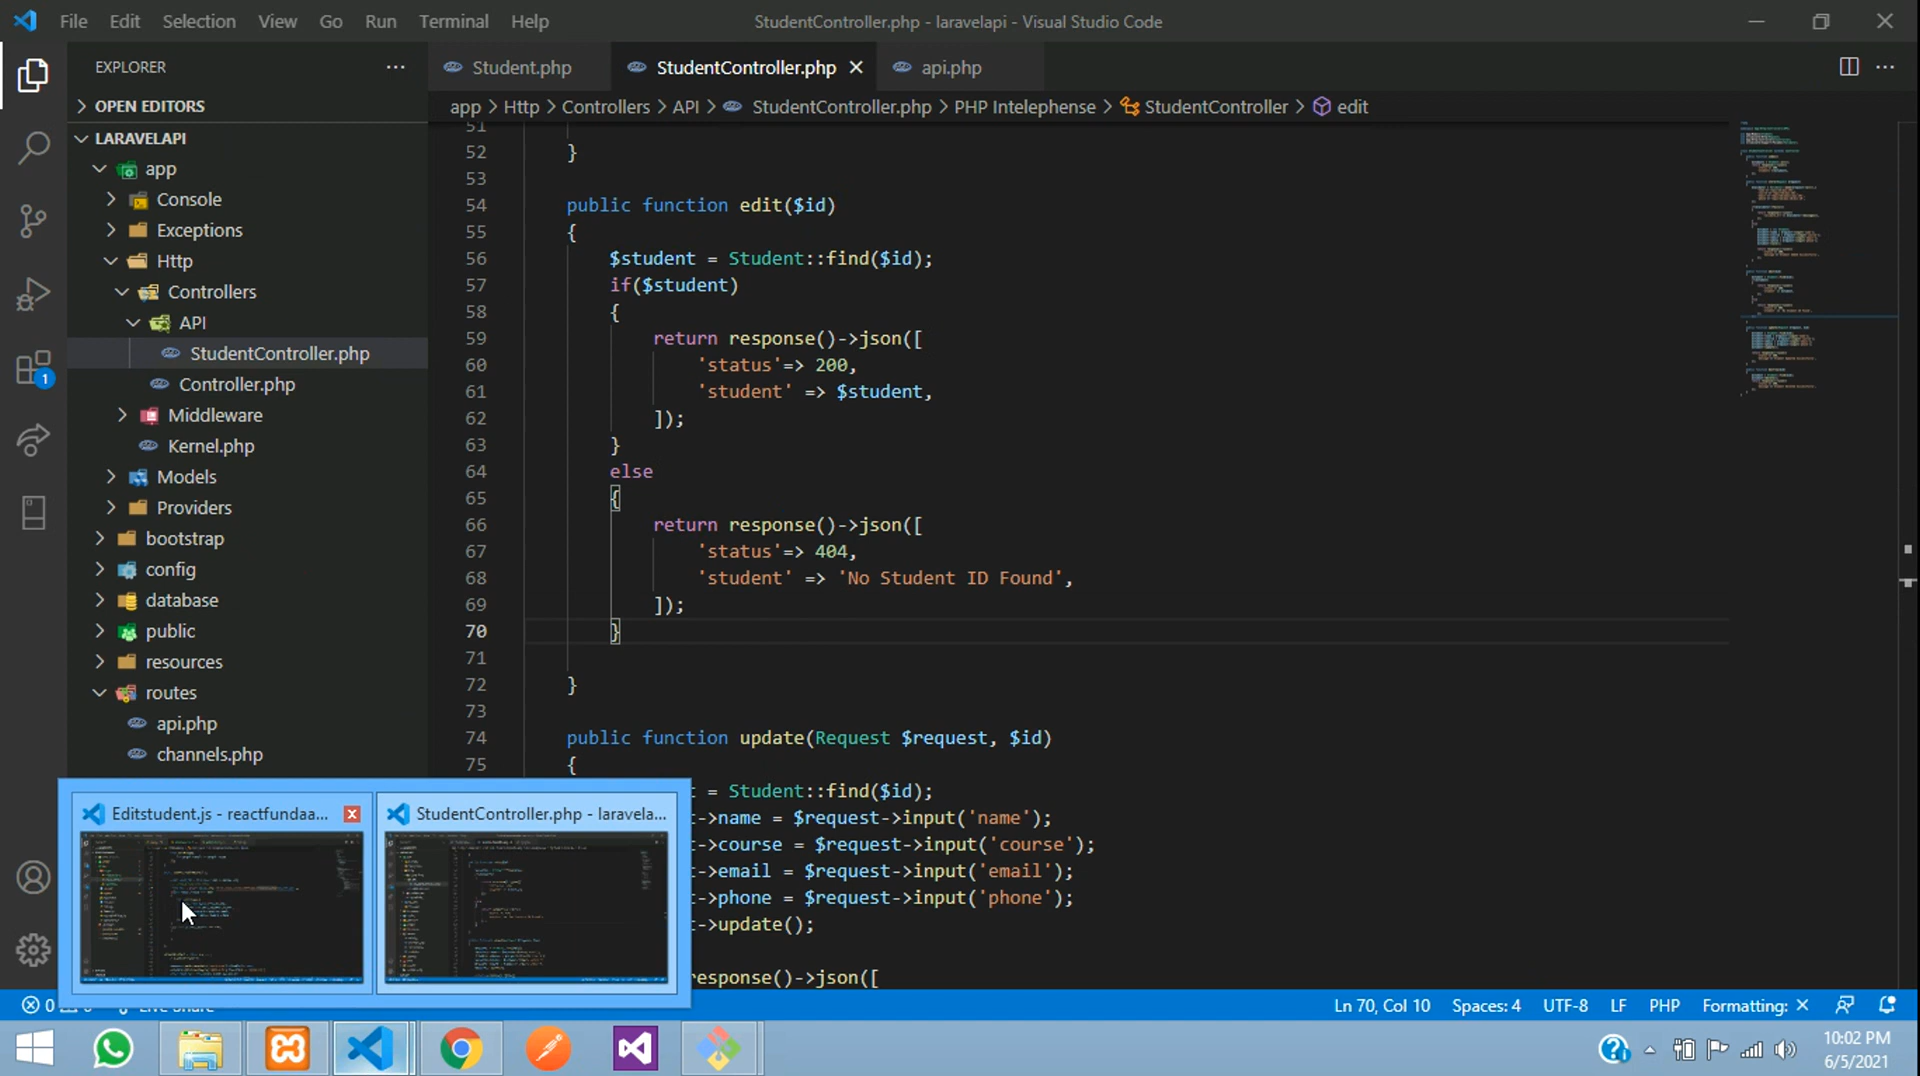 File Edit Selection View Go Run Terminal Help
StudentController.php - laravelapi - Visual Studio Code
EXPLORER
Student.php
StudentController.php
api.php
OPEN EDITORS
app > Http > Controllers > API > StudentController.php > PHP Intelephense > StudentController > edit
LARAVELAPI
app
Console
Exceptions
Http
Controllers
API
StudentController.php
Controller.php
Middleware
Kernel.php
Models
Providers
bootstrap
config
database
public
resources
routes
api.php
channels.php
51
52 }
53
54 public function edit($id)
55 {
56 $student = Student::find($id);
57 if($student)
58 {
59 return response()->json([
60 'status'=> 200,
61 'student' => $student,
62 ]);
63 }
64 else
65 {
66 return response()->json([
67 'status'=> 404,
68 'student' => 'No Student ID Found',
69 ]);
70 }
71
72 }
73
74 public function update(Request $request, $id)
75 {
t = Student::find($id);
t->name = $request->input('name');
t->course = $request->input('course');
t->email = $request->input('email');
t->phone = $request->input('phone');
t->update();
response()->json([
Editstudent.js - reactfundaa...
StudentController.php - laravela...
0
Live Share
Ln 70, Col 10 Spaces: 4 UTF-8 LF PHP Formatting: ×
1
10:02 PM
6/5/2021